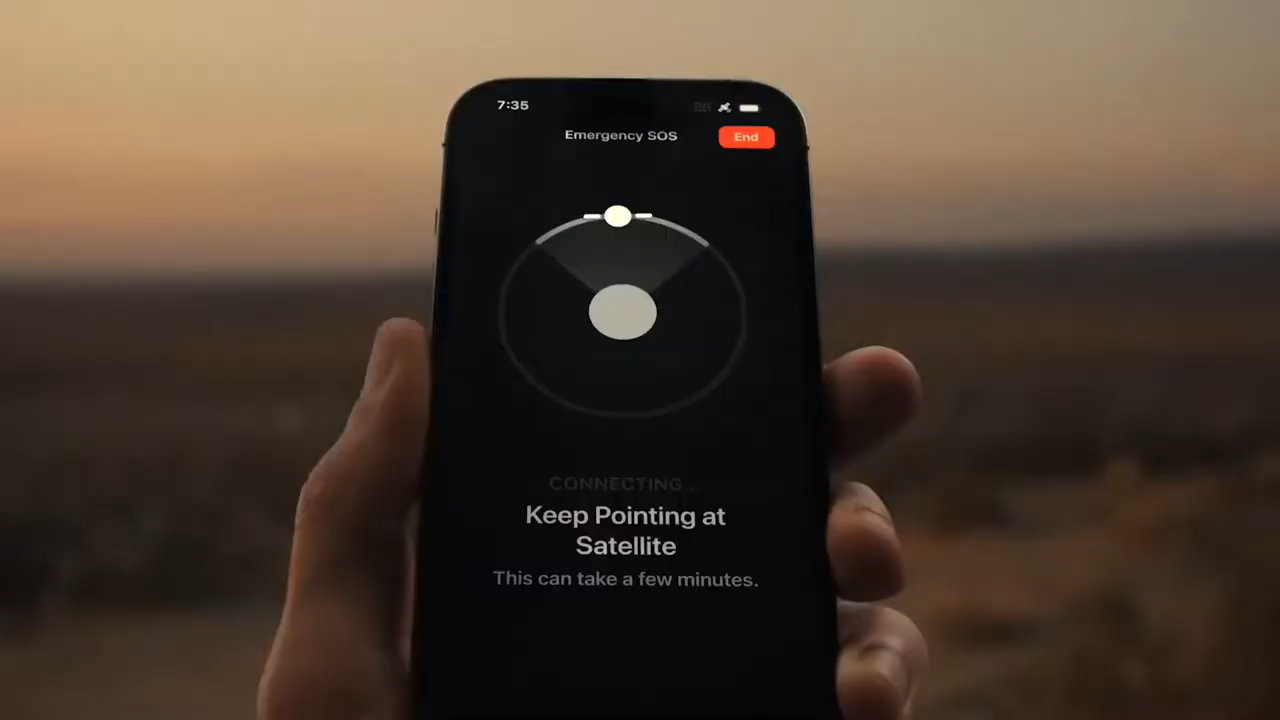 7:35
Emergency SOS
End
CONNECTING...
Keep Pointing at
Satellite
This can take a few minutes.